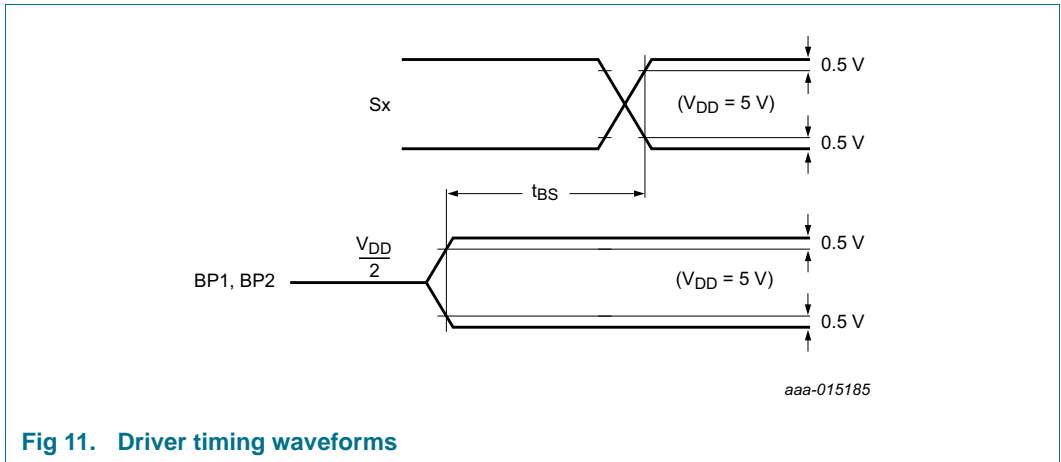 0.5 V
Sx
(VDD = 5 V)
0.5 V
tBS
VDD
2
0.5 V
BP1, BP2
(VDD = 5 V)
0.5 V
aaa-015185
Fig 11. Driver timing waveforms